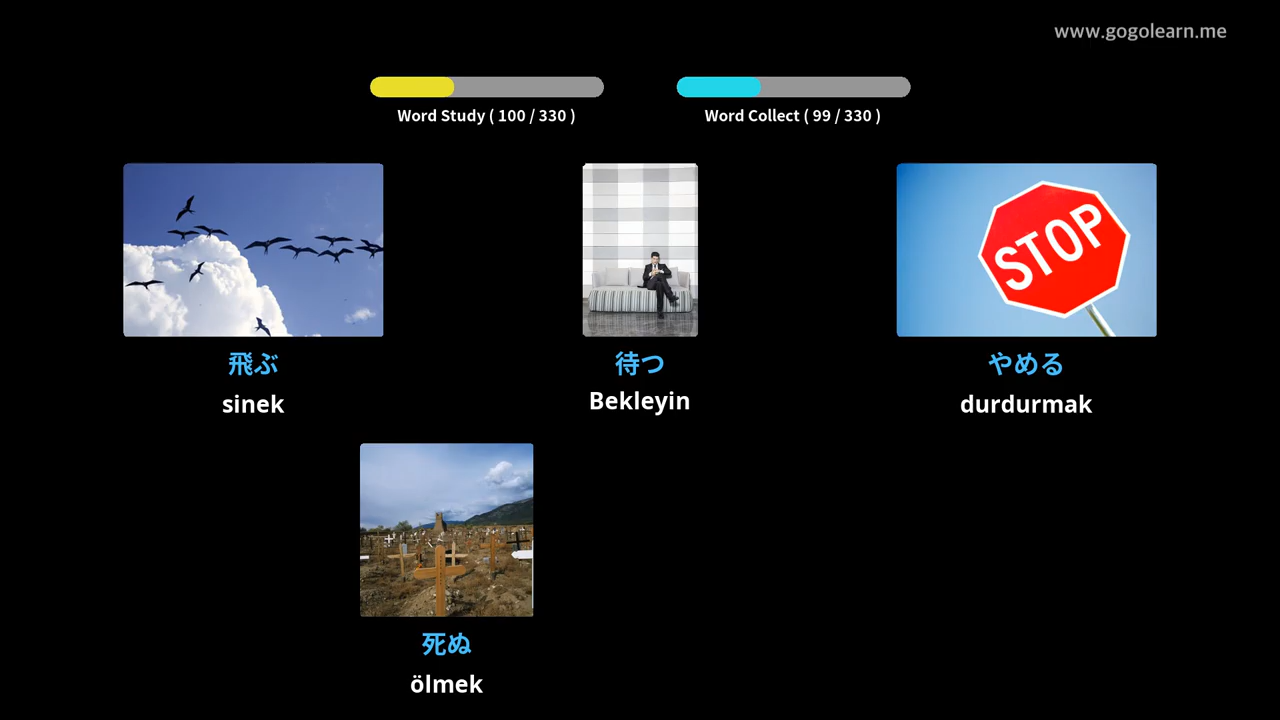 www.gogolearn.me
Word Study ( 100 / 330 )
Word Collect ( 99 / 330 )
STOP
飛ぶ
待つ
やめる
sinek
Bekleyin
durdurmak
死ぬ
ölmek